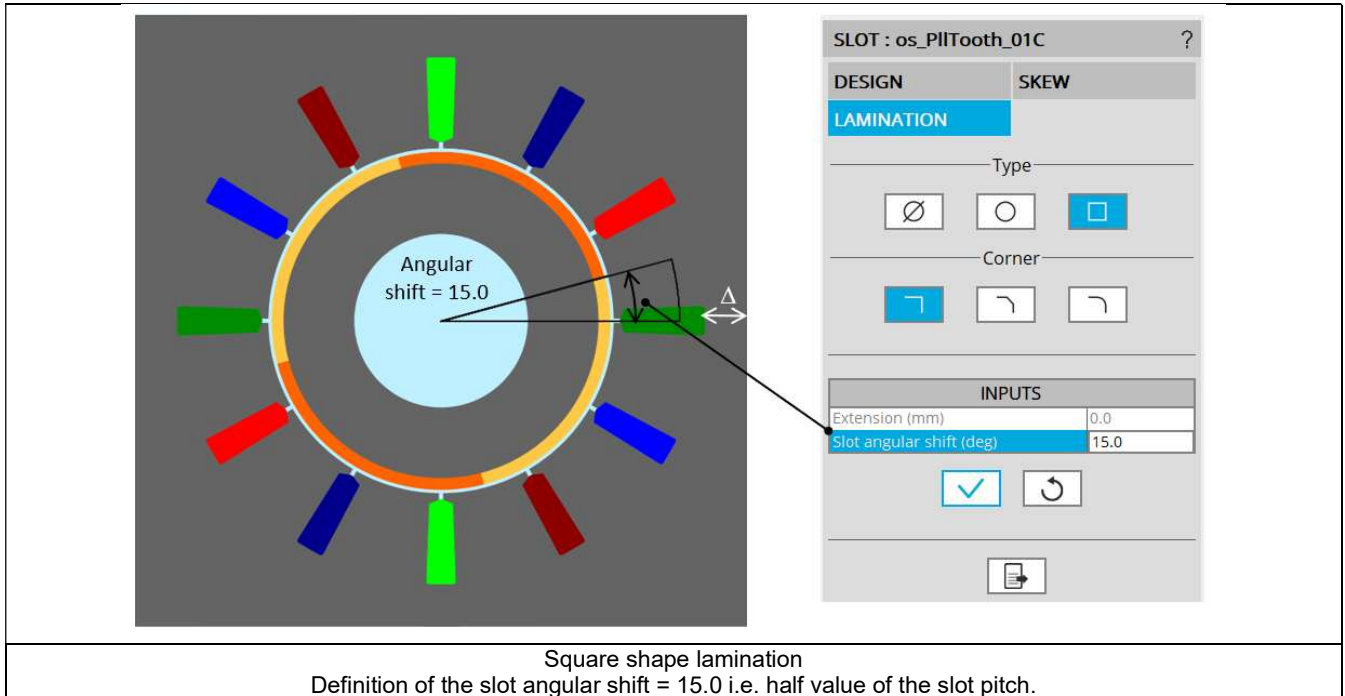 SLOT : os_PllTooth_01C ?
DESIGN SKEW
LAMINATION
Type
Corner
INPUTS
Extension (mm) 0.0
Slot angular shift (deg) 15.0
Angular
shift = 15.0
Δ
Square shape lamination
Definition of the slot angular shift = 15.0 i.e. half value of the slot pitch.